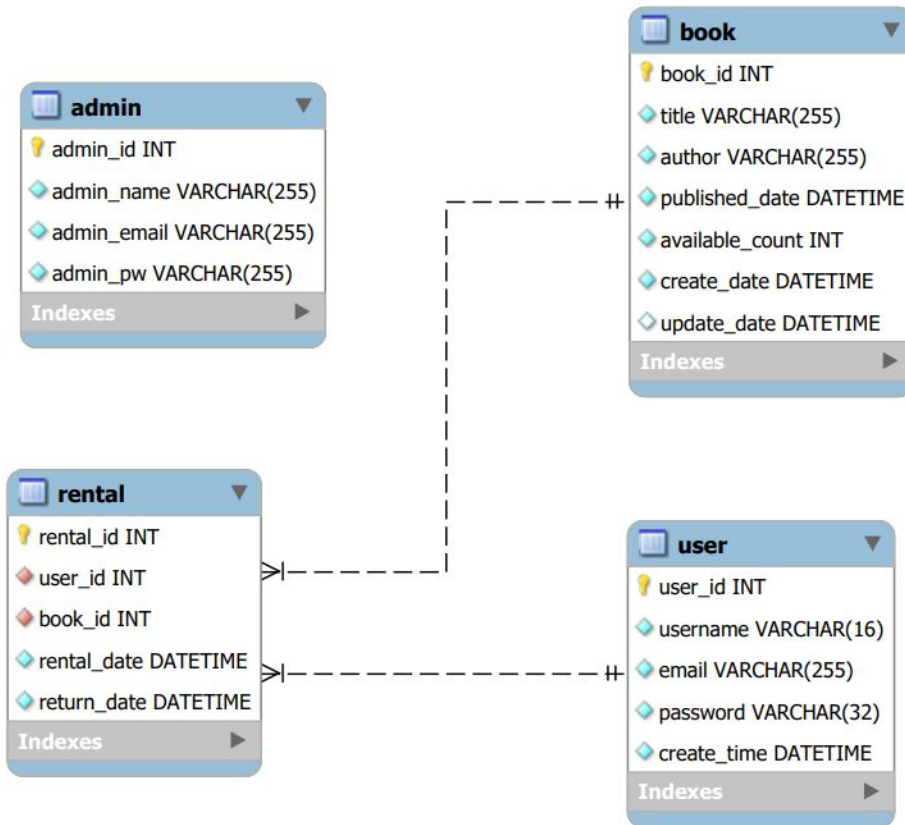 admin
admin_id INT
admin_name VARCHAR(255)
admin_email VARCHAR(255)
admin_pw VARCHAR(255)
Indexes
book
book_id INT
title VARCHAR(255)
author VARCHAR(255)
published_date DATETIME
available_count INT
create_date DATETIME
update_date DATETIME
Indexes
rental
rental_id INT
user_id INT
book_id INT
rental_date DATETIME
return_date DATETIME
Indexes
user
user_id INT
username VARCHAR(16)
email VARCHAR(255)
password VARCHAR(32)
create_time DATETIME
Indexes